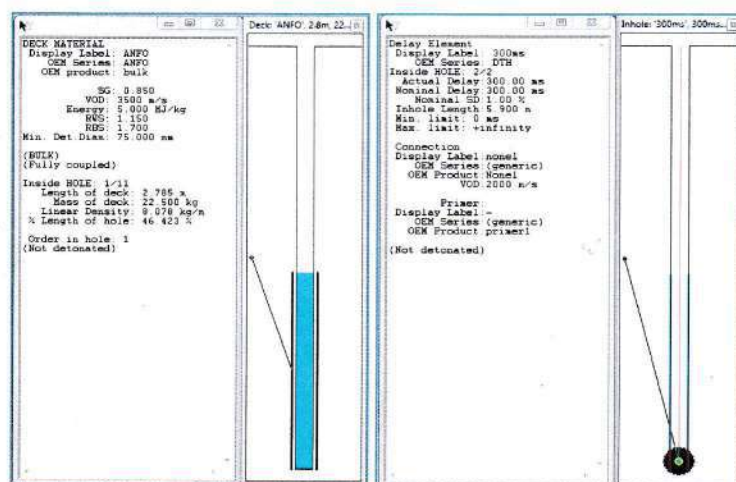 Deck: 'ANFO', 2.8m, 22...
DECK MATERIAL
Display Label: ANFO
OEM Series: ANFO
OEM product: bulk
SG: 0.850
VOD: 3500 m/s
Energy: 5.000 MJ/kg
RWS: 1.150
RBS: 1.700
Min. Det Diam: 75.000 mm
(BULK)
(Fully coupled)
Inside HOLE: 1/11
Length of deck: 2.785 m
Mass of deck: 22.500 kg
Linear Density: 8.078 kg/m
% Length of hole: 46.423 %
Order in hole: 1
(Not detonated)
Inhole: '300ms', 300ms...
Delay Element
Display Label: 300ms
OEM Series: DTH
Inside HOLE: 2/2
Actual Delay: 300.00 ms
Nominal Delay: 300.00 ms
Nominal SD: 1.00 %
Inhole Length: 5.900 m
Min. limit: 0 ms
Max. limit: +infinity
Connection
Display Label: nonel
OEM Series: (generic)
OEM Product: Nonel
VOD: 2000 m/s
Primer:
Display Label: -
OEM Series: (generic)
OEM Product: primer1
(Not detonated)